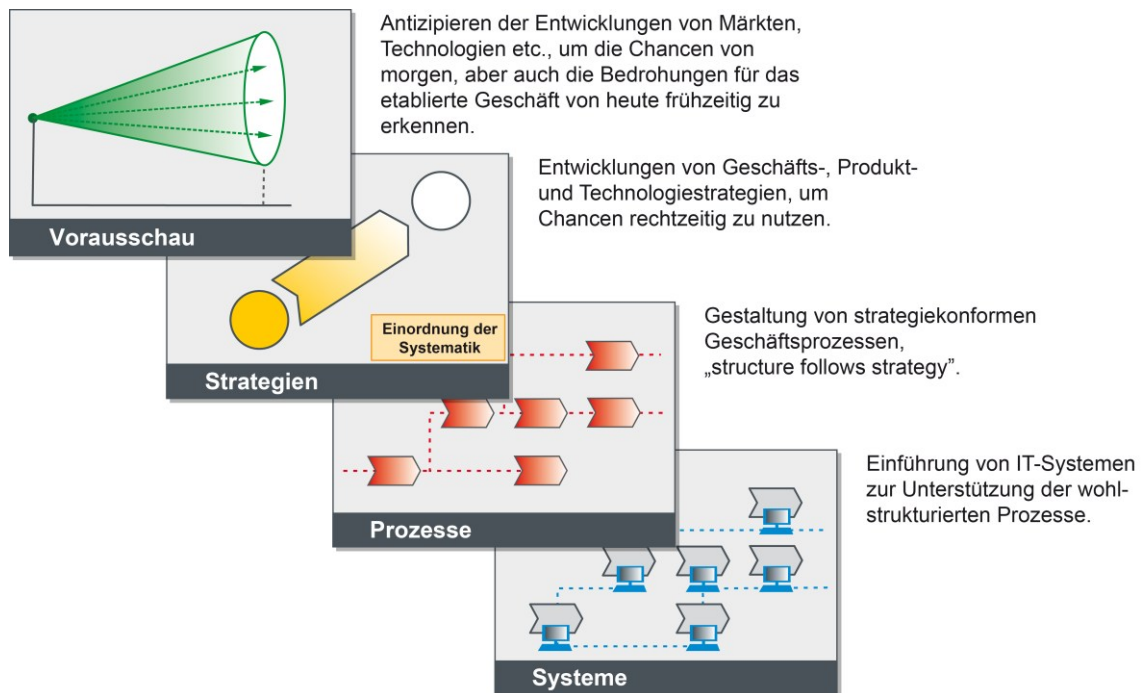 Antizipieren der Entwicklungen von Märkten,
Technologien etc., um die Chancen von
morgen, aber auch die Bedrohungen für das
etablierte Geschäft von heute frühzeitig zu
erkennen.
Vorausschau
Entwicklungen von Geschäfts-, Produkt-
und Technologiestrategien, um
Chancen rechtzeitig zu nutzen.
Einordnung der
Systematik
Strategien
Gestaltung von strategiekonformen
Geschäftsprozessen,
„structure follows strategy”.
Prozesse
Einführung von IT-Systemen
zur Unterstützung der wohl-
strukturierten Prozesse.
Systeme